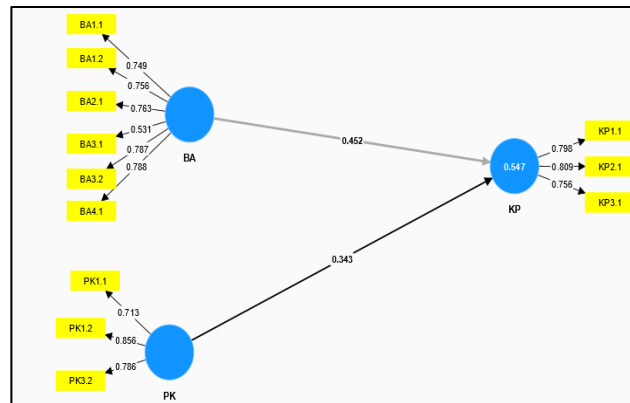 BA1.1
0.749
BA1.2
0.756
BA2.1
0.763
BA3.1
0.531
BA3.2
0.787
BA4.1
0.788
BA
0.452
0.547
KP
0.798
KP1.1
0.809
KP2.1
0.756
KP3.1
0.343
PK1.1
0.713
PK1.2
0.856
PK3.2
0.786
PK